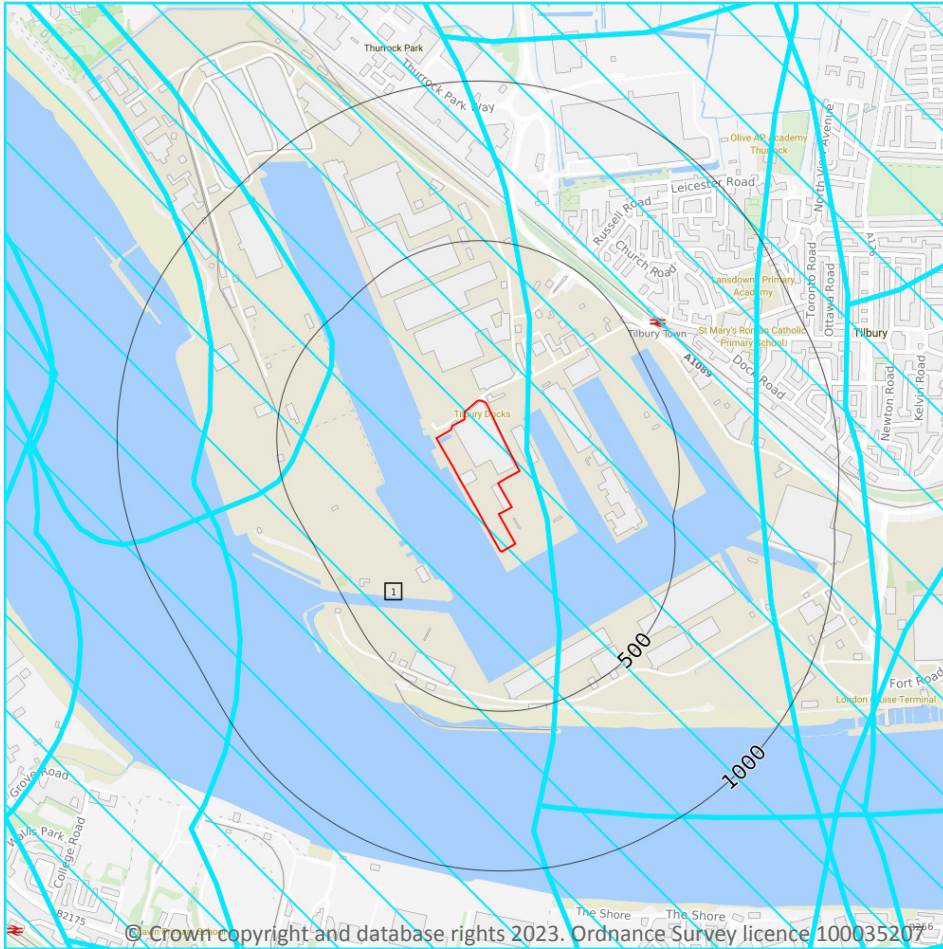 Thurrock Park
Thurrock Park Way
Olive AP Academy
Thurrock
North View Avenue
Leicester Road
Russell Road
Church Road
A126
Lansdowne Primary
Academy
Toronto Road
Ottawa Road
Tilbury Town
St Mary's Roman Catholic
Primary School
Tilbury
A1089
Dock Road
Newton Road
Kelvin Road
Tilbury Docks
1
500
Fort Road
London Cruise Terminal
1000
Grove Road
Wallis Park
College Road
B2175
The Shore
The Shore
© Crown copyright and database rights 2023. Ordnance Survey licence 100035207